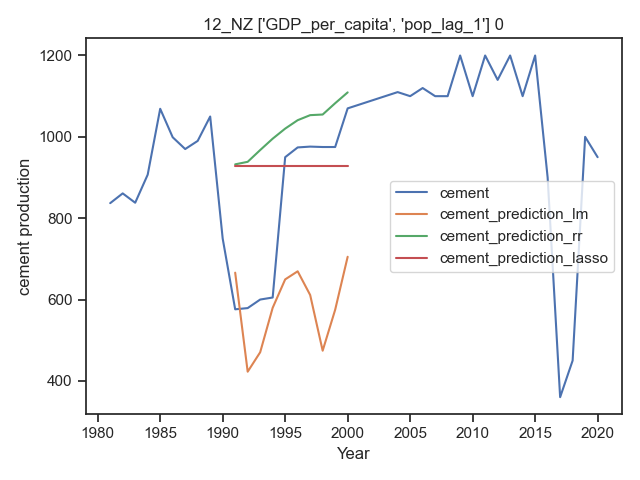 12_NZ ['GDP_per_capita', 'pop_lag_1'] 0
cement production
1200
1000
800
600
400
cement
cement_prediction_lm
cement_prediction_rr
cement_prediction_lasso
1980 1985 1990 1995 2000 2005 2010 2015 2020
Year